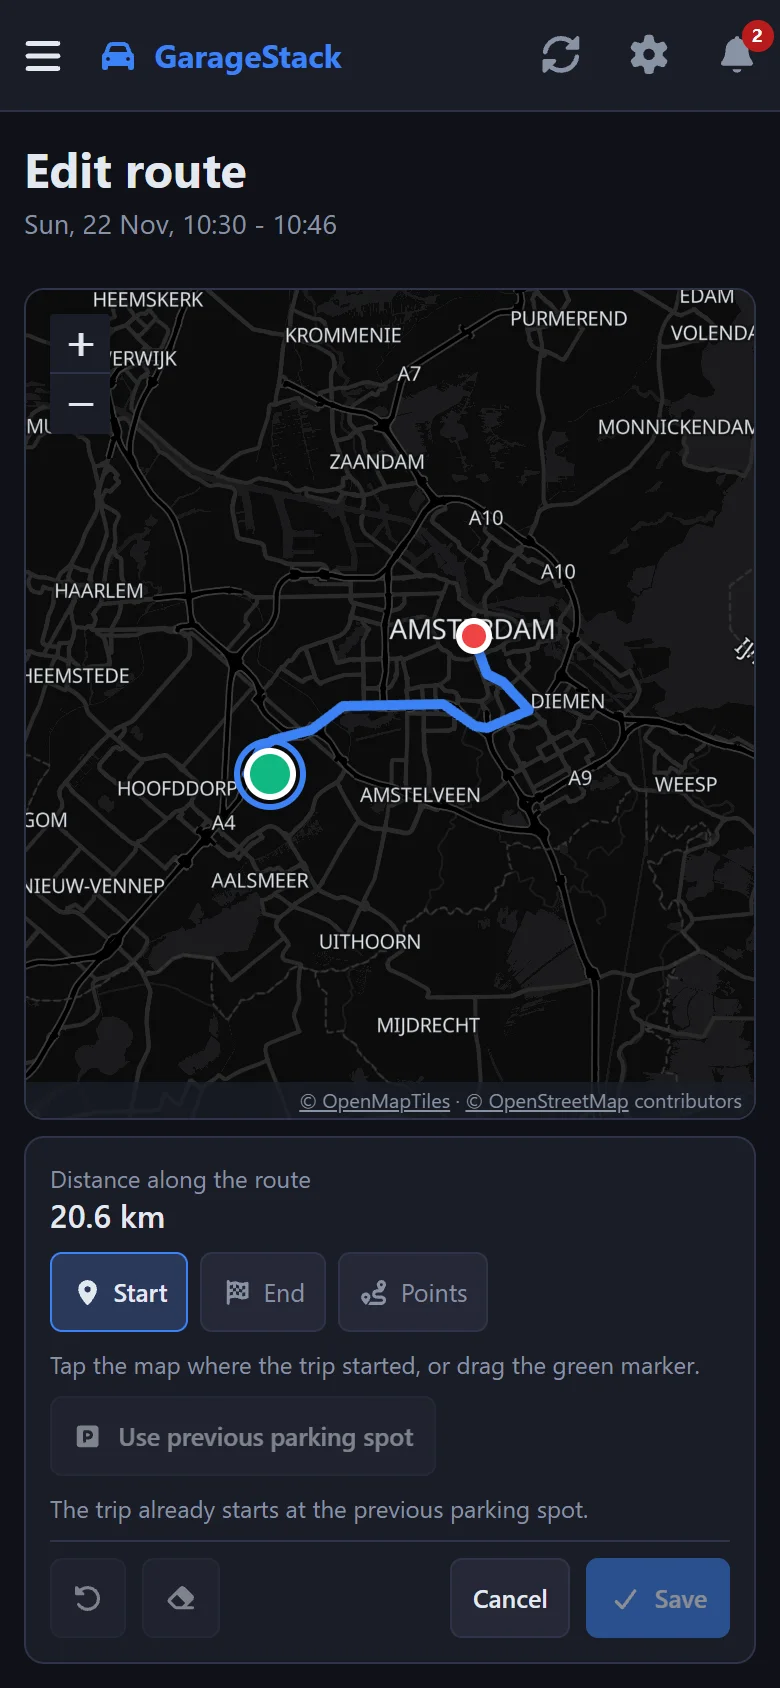 GarageStack
2
Edit route
Sun, 22 Nov, 10:30 - 10:46
HEEMSKERK
EDAM
PURMEREND
KROMMENIE
VOLENDA
ERWIJK
A7
MONNICKENDAM
ZAANDAM
A10
A10
HAARLEM
AMSTERDAM
HEEMSTEDE
DIEMEN
HOOFDDORP
A9
WEESP
AMSTELVEEN
GOM
A4
NIEUW-VENNEP
AALSMEER
UITHOORN
MIJDRECHT
© OpenMapTiles · © OpenStreetMap contributors
Distance along the route
20.6 km
Start
End
Points
Tap the map where the trip started, or drag the green marker.
P
Use previous parking spot
The trip already starts at the previous parking spot.
Cancel
Save